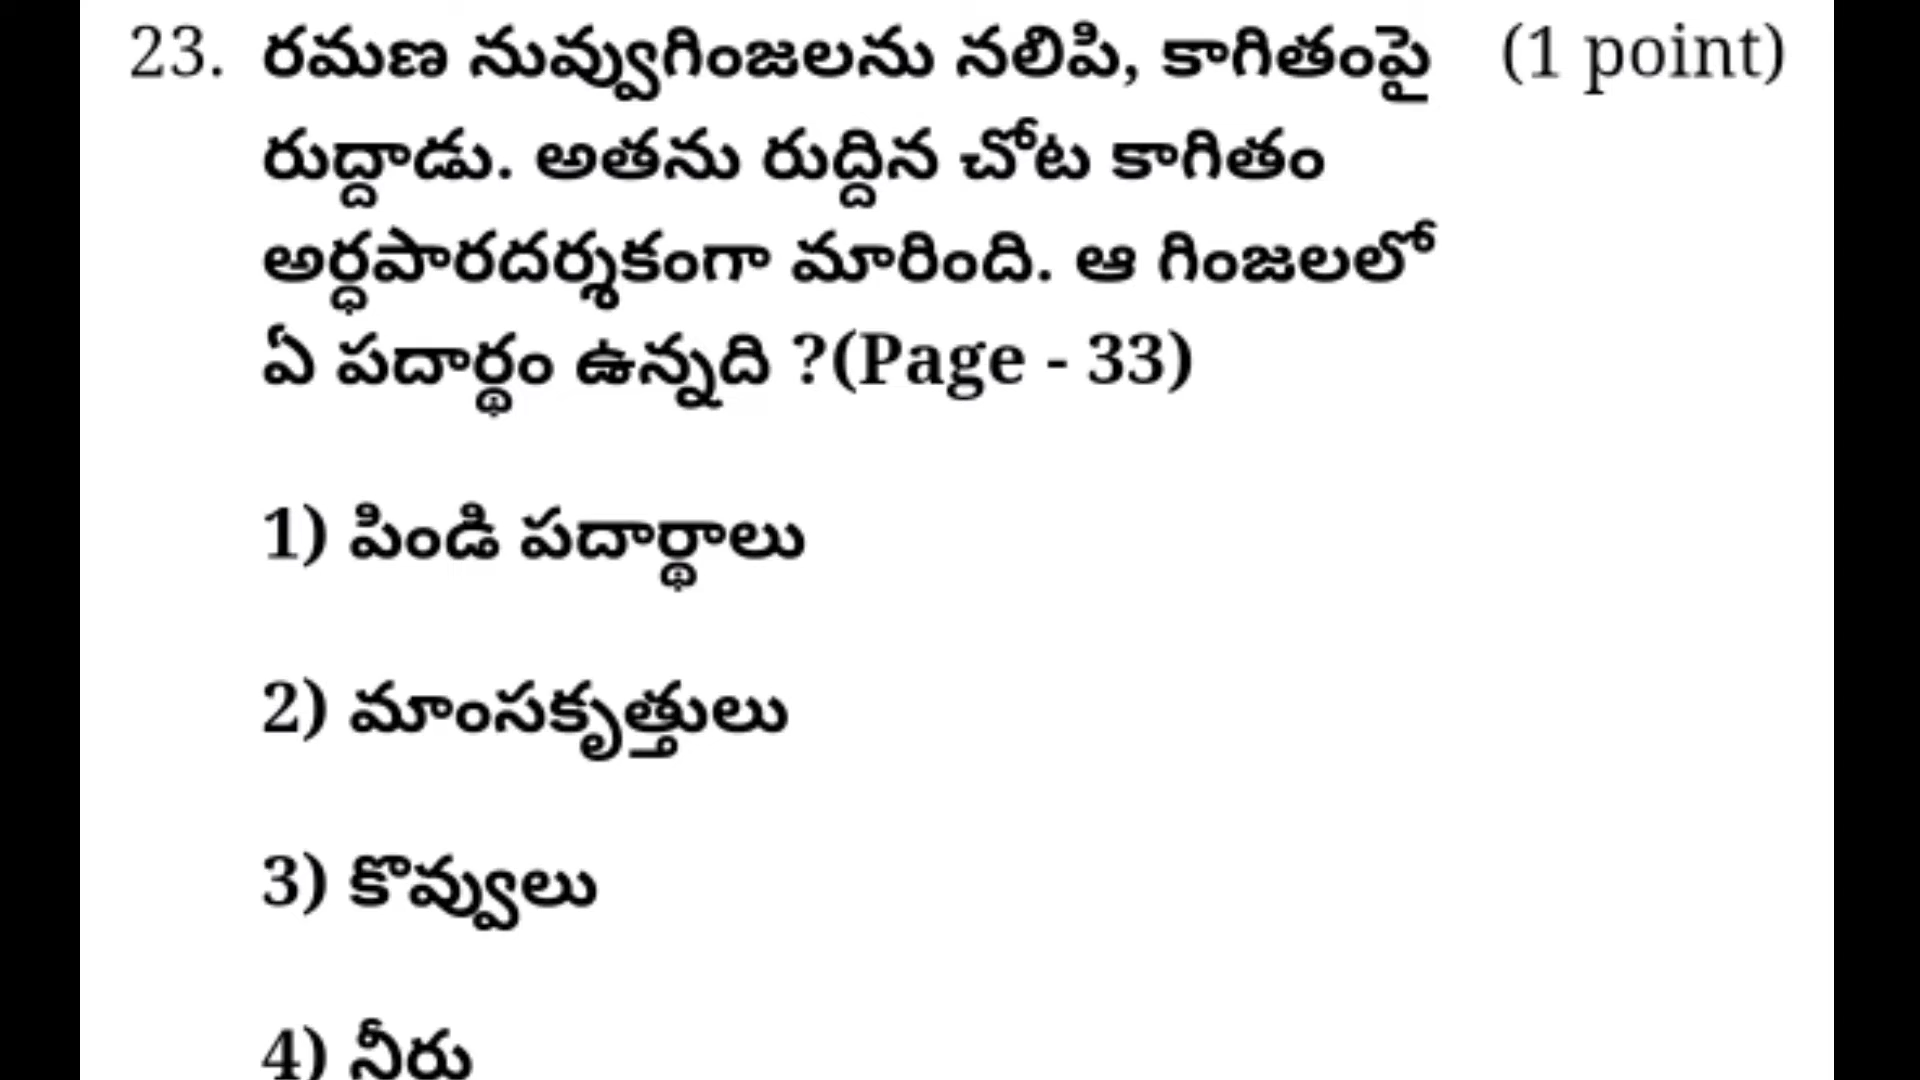 23. రమణ నువ్వుగింజలను నలిపి, కాగితంపై (1 point)
రుద్దాడు. అతను రుద్దిన చోట కాగితం
అర్ధపారదర్శకంగా మారింది. ఆ గింజలలో
ఏ పదార్థం ఉన్నది ?(Page - 33)
1) పిండి పదార్థాలు
2) మాంసకృత్తులు
3) కొవ్వులు
4) నీరు